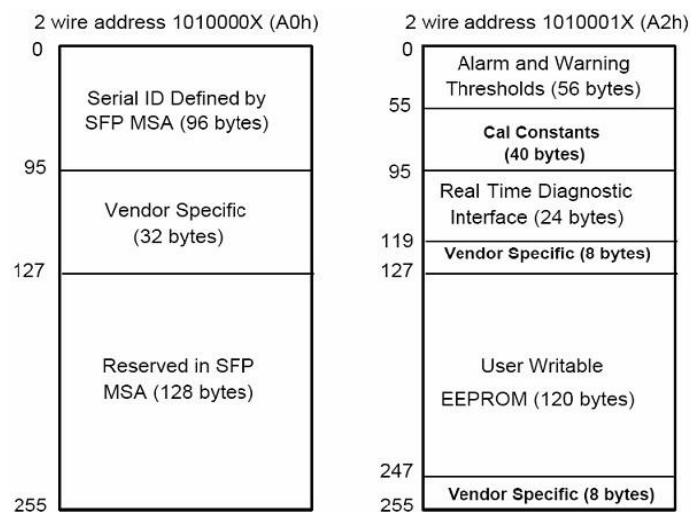 2 wire address 1010000X (A0h)
0
Serial ID Defined by
SFP MSA (96 bytes)
95
Vendor Specific
(32 bytes)
127
Reserved in SFP
MSA (128 bytes)
255
2 wire address 1010001X (A2h)
0
Alarm and Warning
Thresholds (56 bytes)
55
Cal Constants
(40 bytes)
95
Real Time Diagnostic
Interface (24 bytes)
119
Vendor Specific (8 bytes)
127
User Writable
EEPROM (120 bytes)
247
Vendor Specific (8 bytes)
255